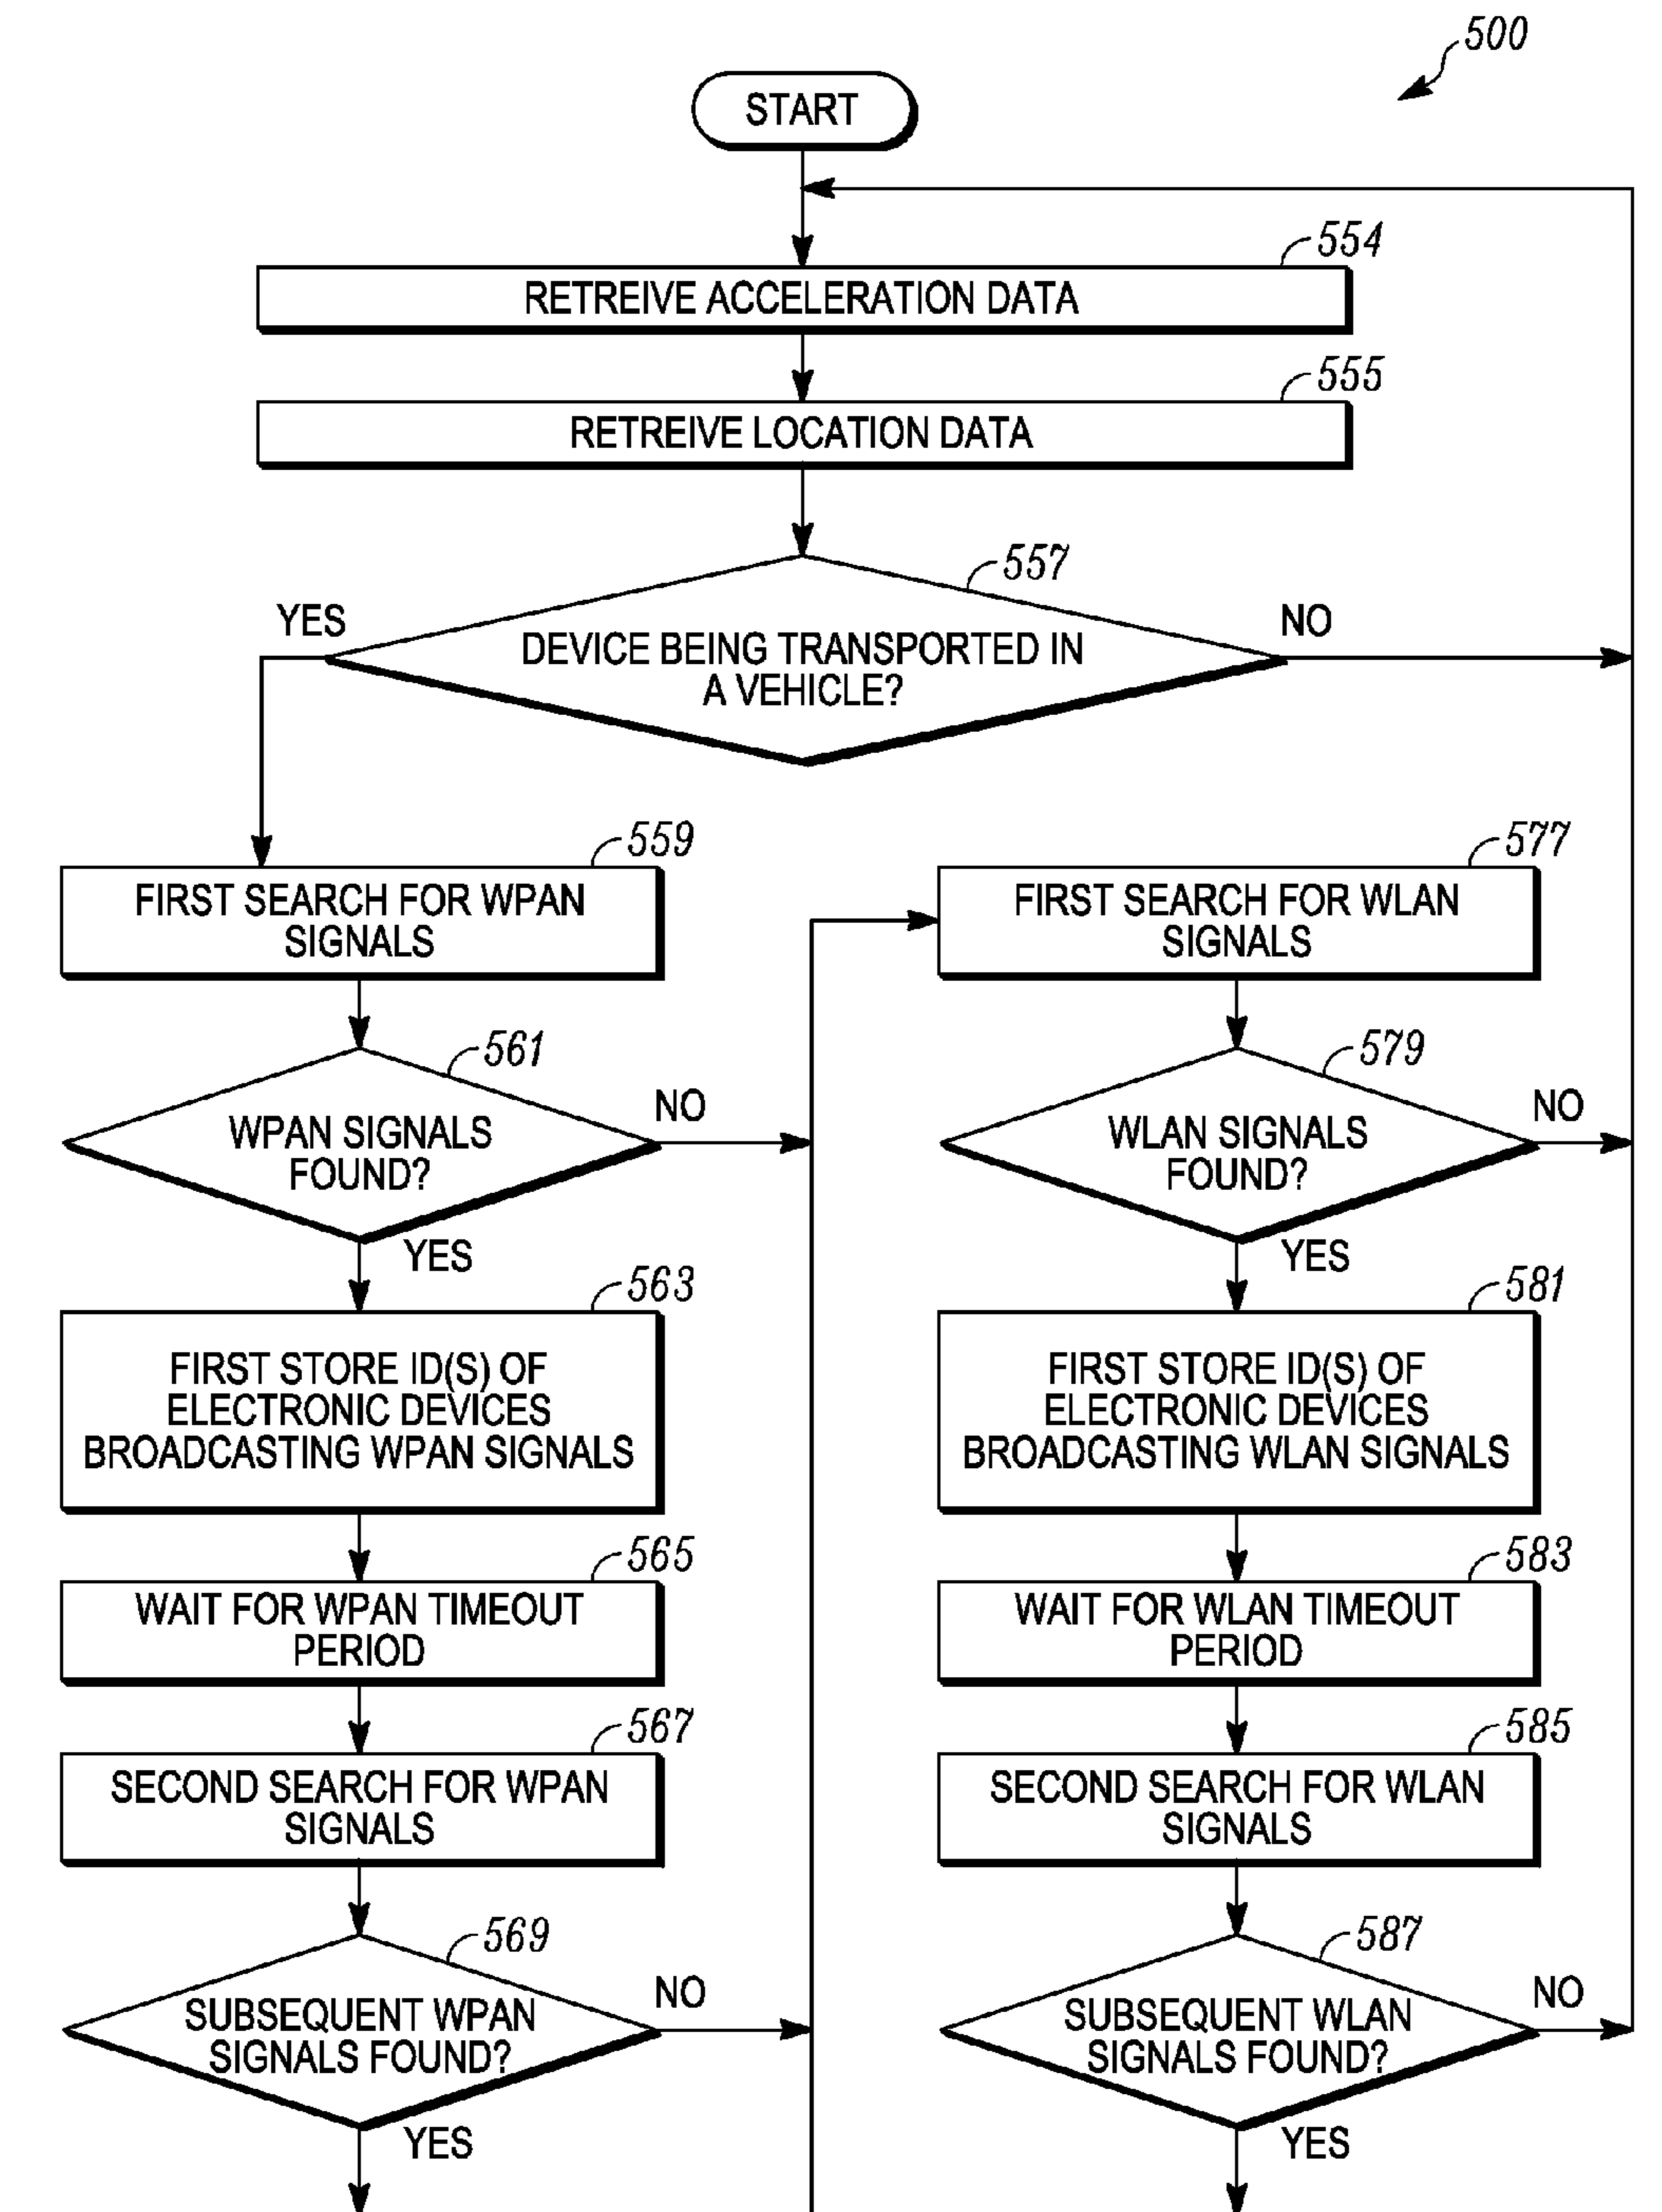 500
START
554
RETREIVE ACCELERATION DATA
555
RETREIVE LOCATION DATA
557
YES
NO
DEVICE BEING TRANSPORTED IN
A VEHICLE?
559
FIRST SEARCH FOR WPAN
SIGNALS
561
NO
WPAN SIGNALS
FOUND?
YES
563
FIRST STORE ID(S) OF
ELECTRONIC DEVICES
BROADCASTING WPAN SIGNALS
565
WAIT FOR WPAN TIMEOUT
PERIOD
567
SECOND SEARCH FOR WPAN
SIGNALS
569
NO
SUBSEQUENT WPAN
SIGNALS FOUND?
YES
577
FIRST SEARCH FOR WLAN
SIGNALS
579
NO
WLAN SIGNALS
FOUND?
YES
581
FIRST STORE ID(S) OF
ELECTRONIC DEVICES
BROADCASTING WLAN SIGNALS
583
WAIT FOR WLAN TIMEOUT
PERIOD
585
SECOND SEARCH FOR WLAN
SIGNALS
587
NO
SUBSEQUENT WLAN
SIGNALS FOUND?
YES